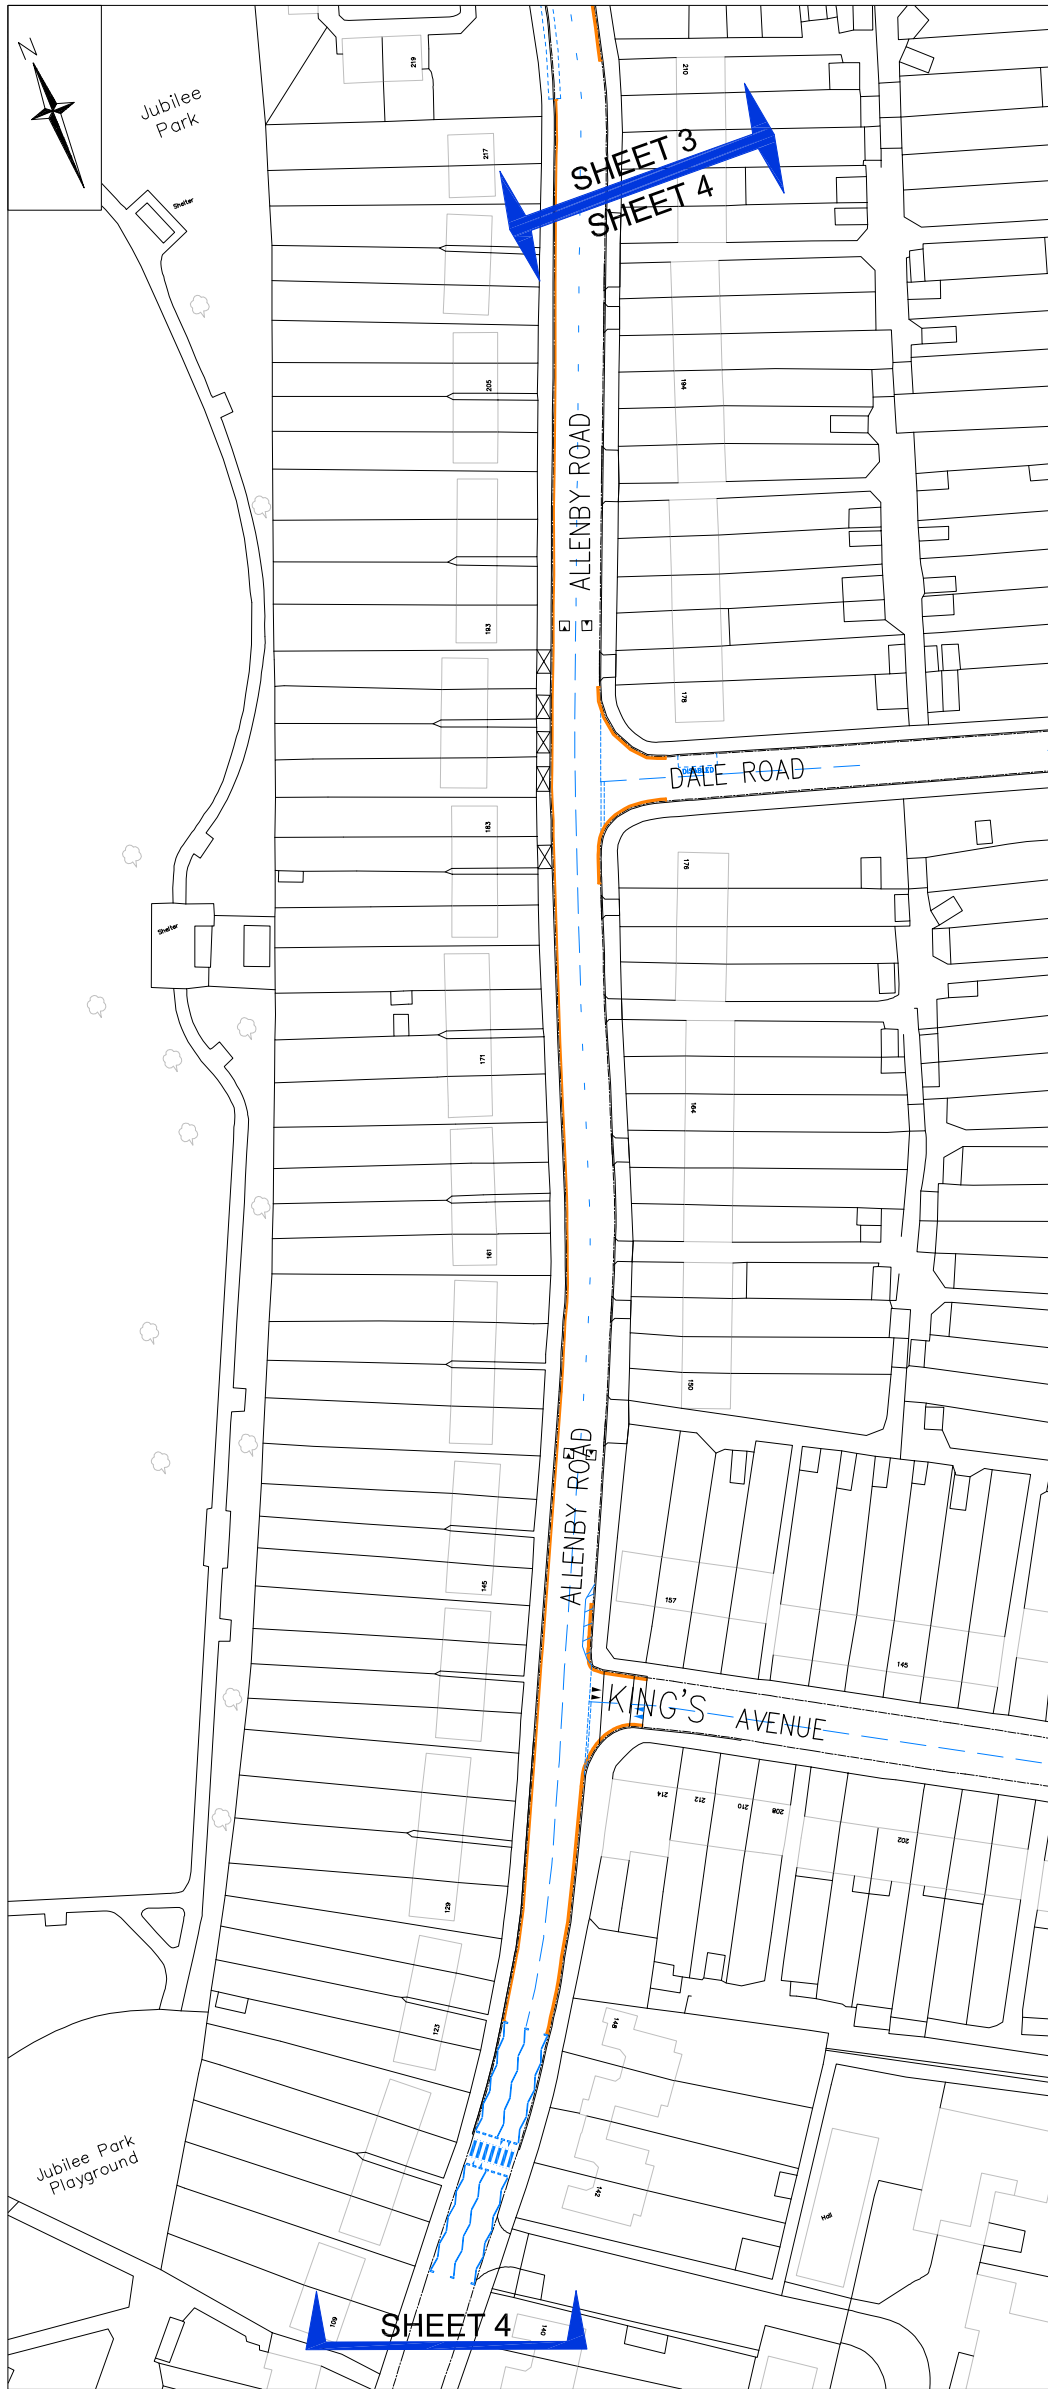 N
Jubilee
Park
219
210
217
SHEET 3
SHEET 4
Shelter
205
194
ALLENBY ROAD
193
178
DISABLED
DALE ROAD
183
176
Shelter
171
164
161
150
ALLENBY ROAD
145
157
145
KING'S AVENUE
214
212
210
208
202
129
123
148
Jubilee Park
Playground
142
Hall
109
SHEET 4
140